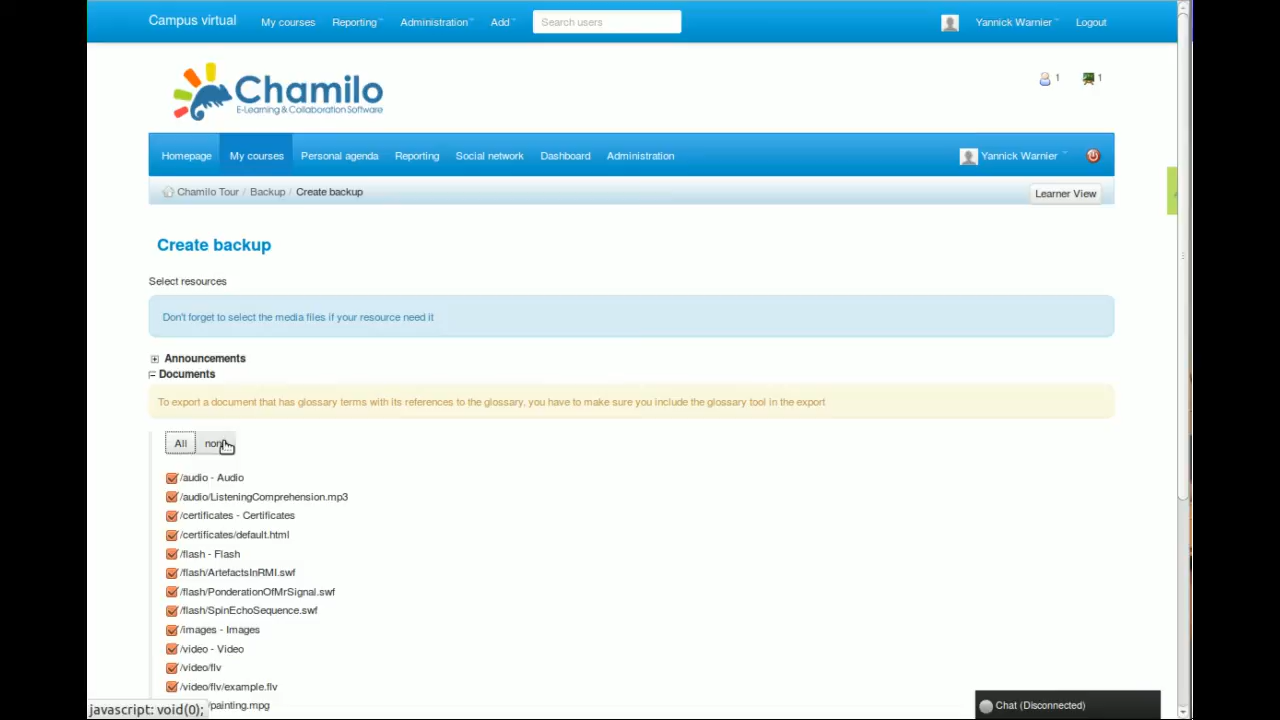 Campus virtual My courses Reporting Administration Add Search users Yannick Warnier Logout
Chamilo
E-Learning & Collaboration Software
1 1
Homepage My courses Personal agenda Reporting Social network Dashboard Administration Yannick Warnier
Chamilo Tour / Backup / Create backup Learner View
Create backup
Select resources
Don't forget to select the media files if your resource need it
Announcements
Documents
To export a document that has glossary terms with its references to the glossary, you have to make sure you include the glossary tool in the export
All
/audio - Audio
/audio/ListeningComprehension.mp3
/certificates - Certificates
/certificates/default.html
/flash - Flash
/flash/ArtefactsInRMI.swf
/flash/PonderationOfMrSignal.swf
/flash/SpinEchoSequence.swf
/images - Images
/video - Video
/video/flv
/video/flv/example.flv
/painting.mpg
javascript: void(0);
Chat (Disconnected)